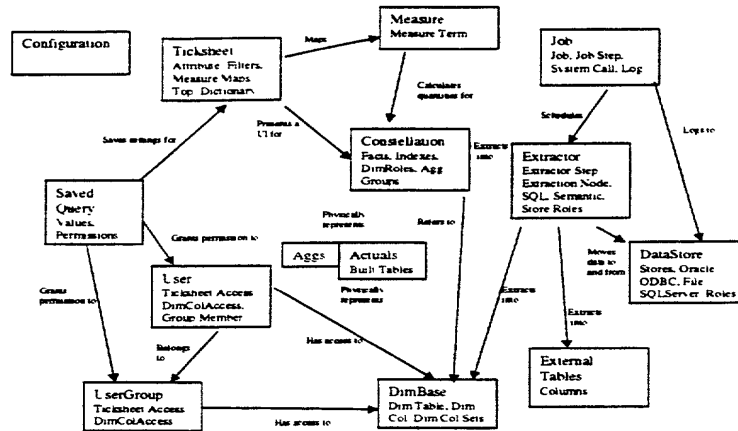 Configuration
Ticksheet
Attribute, Filters,
Measure Maps
Top, Dictionary
Maps
Measure
Measure Term
Job
Job, Job Step,
System Call, Log
Saves settings for
Presents a
UI for
Calculates
quantities for
Schedules
Logs to
Constellation
Facts, Indexes,
DimRoles, Agg
Groups
Extracts
into
Extractor
Extractor Step
Extraction Node,
SQL, Semantic,
Store Roles
Saved
Query
Values,
Permissions
Physically
represents
Refers to
Grants permission to
Aggs
Actuals
Built Tables
Moves
data to
and from
DataStore
Stores, Oracle
ODBC, File
SQLServer, Roles
User
Ticksheet Access
DimColAccess,
Group Member
Physically
represents
Grants
permission to
Extracts
into
Extracts
into
Belongs
to
Has access to
External
Tables
Columns
UserGroup
Ticksheet Access
DimColAccess
Has access to
DimBase
Dim Table, Dim
Col, Dim Col Sets